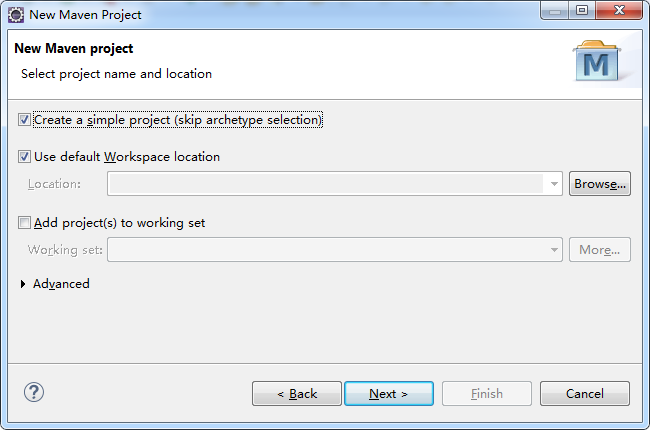 New Maven Project
New Maven project
Select project name and location
M
Create a simple project (skip archetype selection)
Use default Workspace location
Location:
Browse...
Add project(s) to working set
Working set:
More...
Advanced
?
< Back
Next >
Finish
Cancel